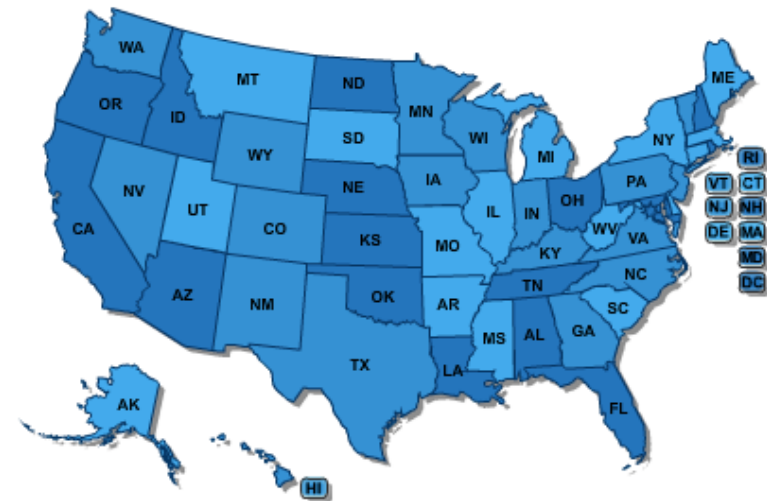 WA
MT
ND
MN
ME
OR
ID
SD
WI
MI
NY
WY
RI
NV
UT
NE
IA
IL
IN
OH
PA
VT CT
NJ NH
CA
CO
KS
MO
KY
WV
VA
DE MA
MD
AZ
NM
OK
AR
TN
NC
DC
SC
MS
AL
GA
TX
LA
FL
AK
HI